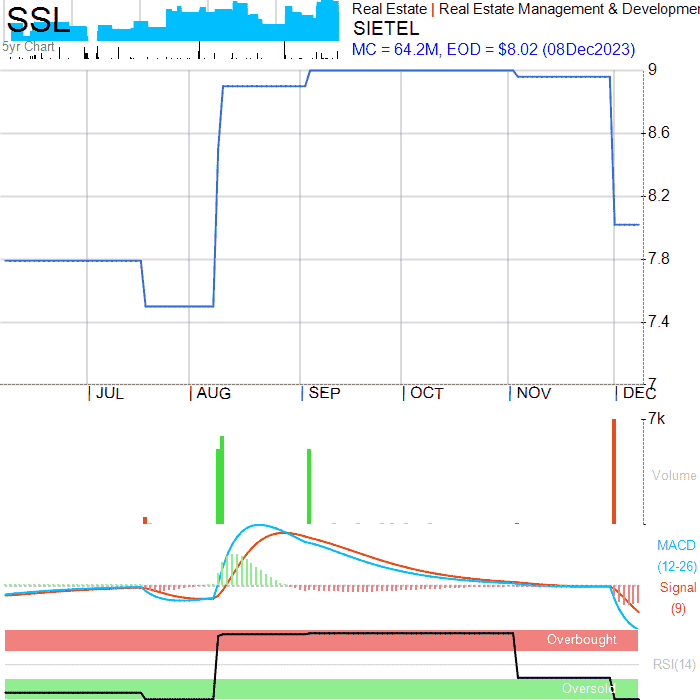 SSL
5yr Chart
Real Estate | Real Estate Management & Developmen
SIETEL
MC = 64.2M, EOD = $8.02 (08Dec2023)
9
8.6
8.2
7.8
7.4
7
JUL
AUG
SEP
OCT
NOV
DEC
7k
Volume
MACD
(12-26)
Signal
(9)
Overbought
RSI(14)
Oversold